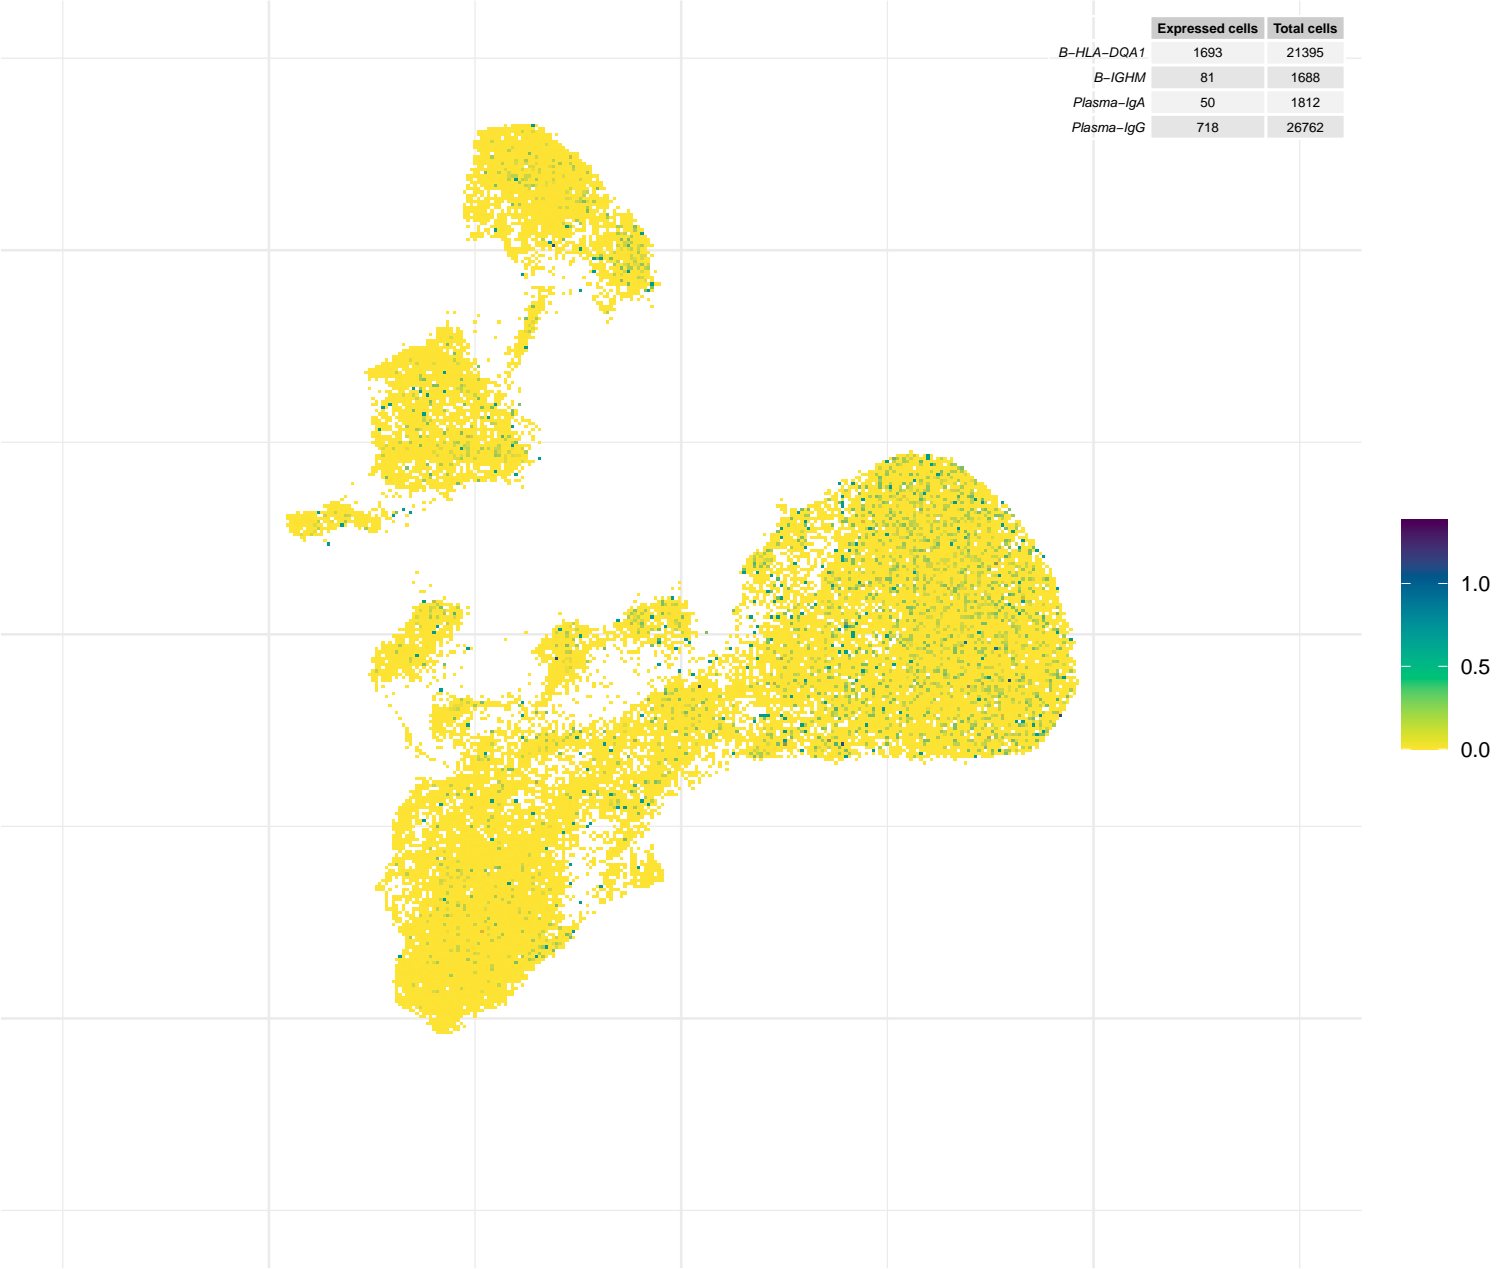 Expressed cells Total cells
B−HLA−DQA1 1693 21395
B−IGHM 81 1688
Plasma−IgA 50 1812
Plasma−IgG 718 26762
1.0
0.5
0.0